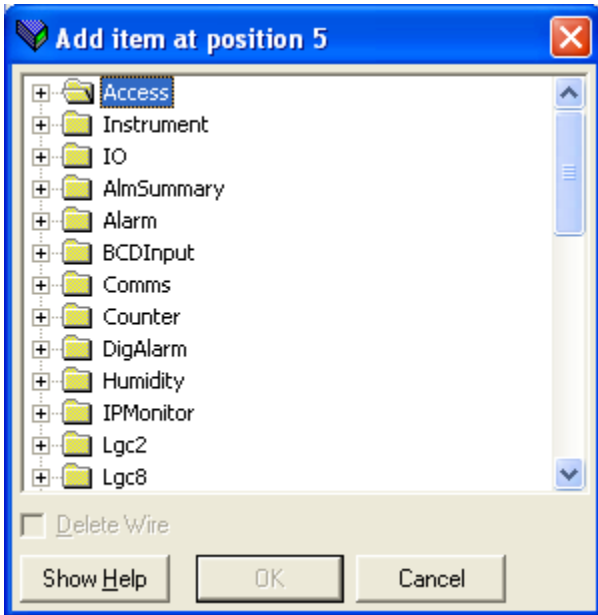 Add item at position 5
Access
Instrument
IO
AlmSummary
Alarm
BCDInput
Comms
Counter
DigAlarm
Humidity
IPMonitor
Lgc2
Lgc8
Delete Wire
Show Help OK Cancel